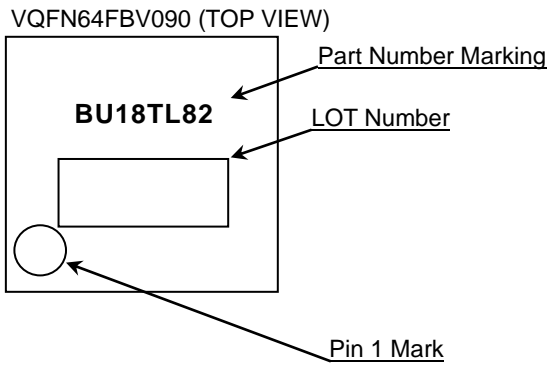 VQFN64FBV090 (TOP VIEW)
Part Number Marking
BU18TL82
LOT Number
Pin 1 Mark